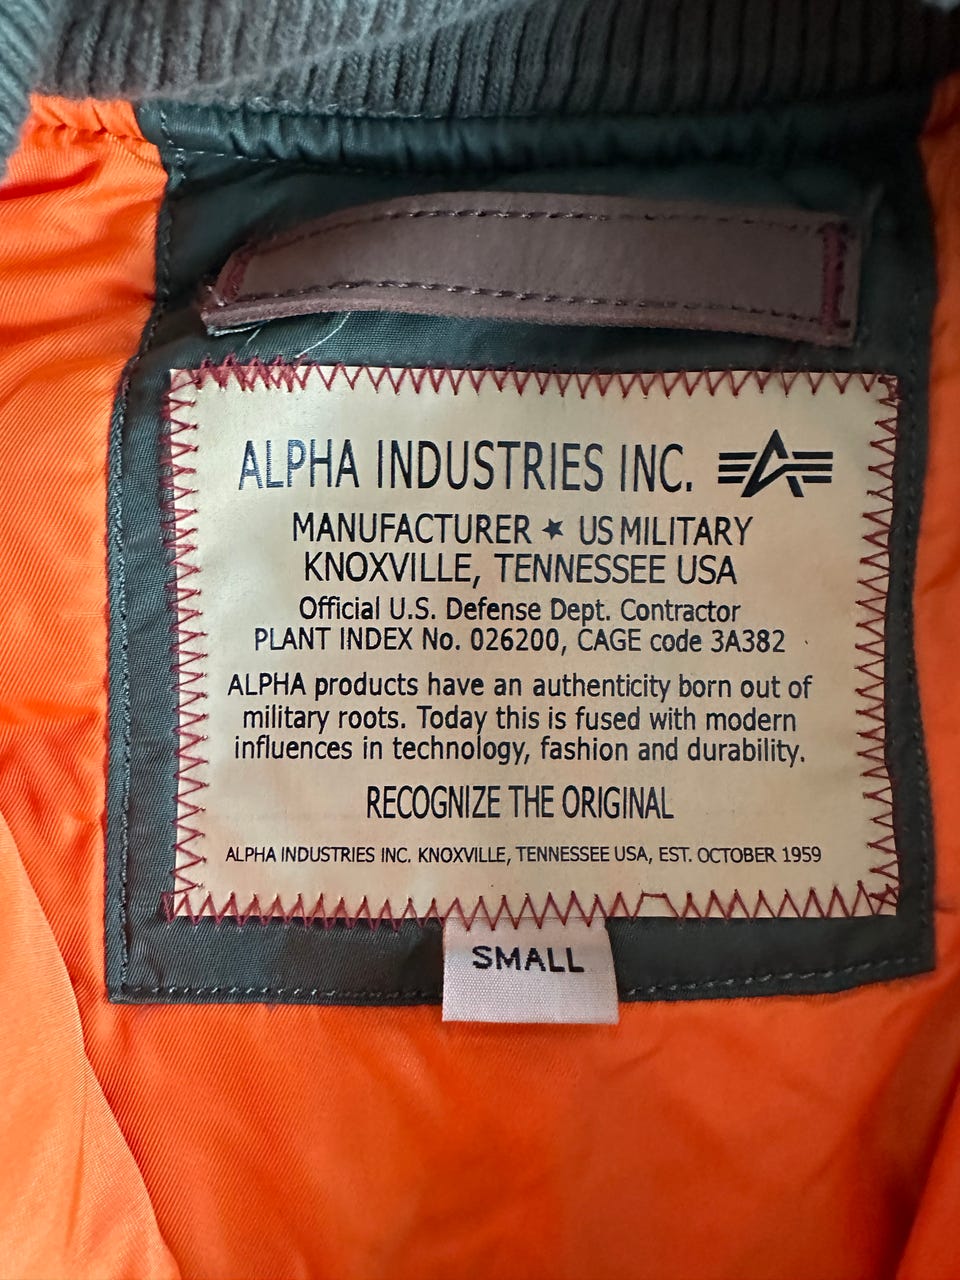 ALPHA INDUSTRIES INC.
MANUFACTURER ★ US MILITARY
KNOXVILLE, TENNESSEE USA
Official U.S. Defense Dept. Contractor
PLANT INDEX No. 026200, CAGE code 3A382
ALPHA products have an authenticity born out of
military roots. Today this is fused with modern
influences in technology, fashion and durability.
RECOGNIZE THE ORIGINAL
ALPHA INDUSTRIES INC. KNOXVILLE, TENNESSEE USA, EST. OCTOBER 1959
SMALL